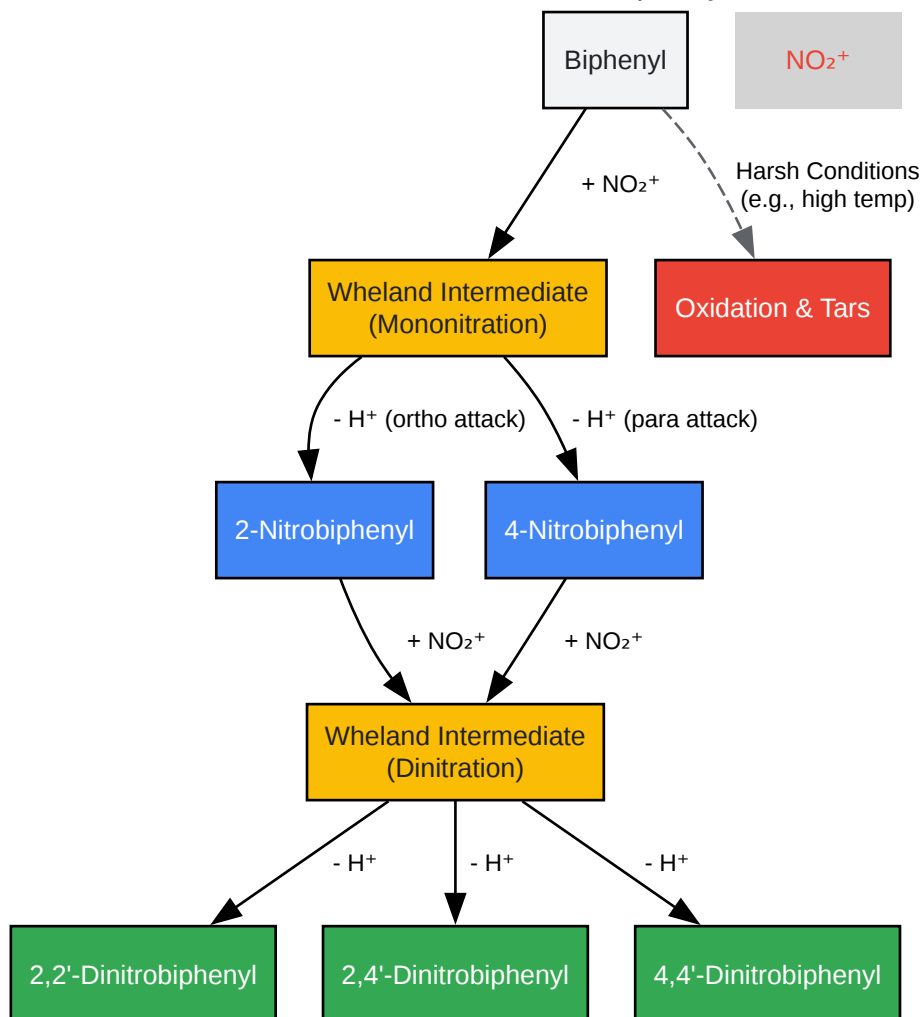 Biphenyl
NO₂⁺
+ NO₂⁺
Harsh Conditions
(e.g., high temp)
Wheland Intermediate
(Mononitration)
Oxidation & Tars
- H⁺ (ortho attack)
- H⁺ (para attack)
2-Nitrobiphenyl
4-Nitrobiphenyl
+ NO₂⁺
+ NO₂⁺
Wheland Intermediate
(Dinitration)
- H⁺
- H⁺
- H⁺
2,2'-Dinitrobiphenyl
2,4'-Dinitrobiphenyl
4,4'-Dinitrobiphenyl